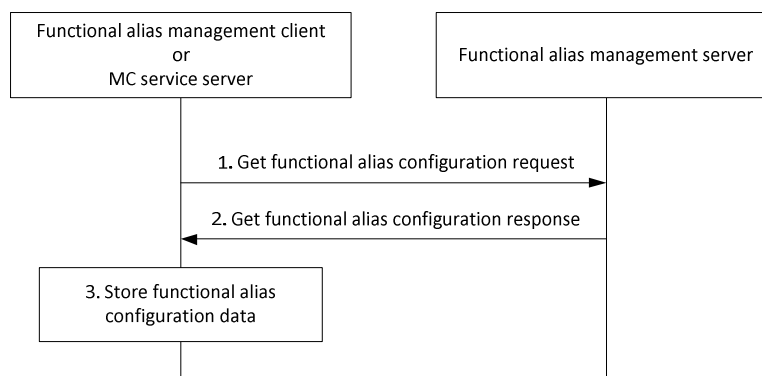 Functional alias management client
or
MC service server
Functional alias management server
1. Get functional alias configuration request
2. Get functional alias configuration response
3. Store functional alias
configuration data